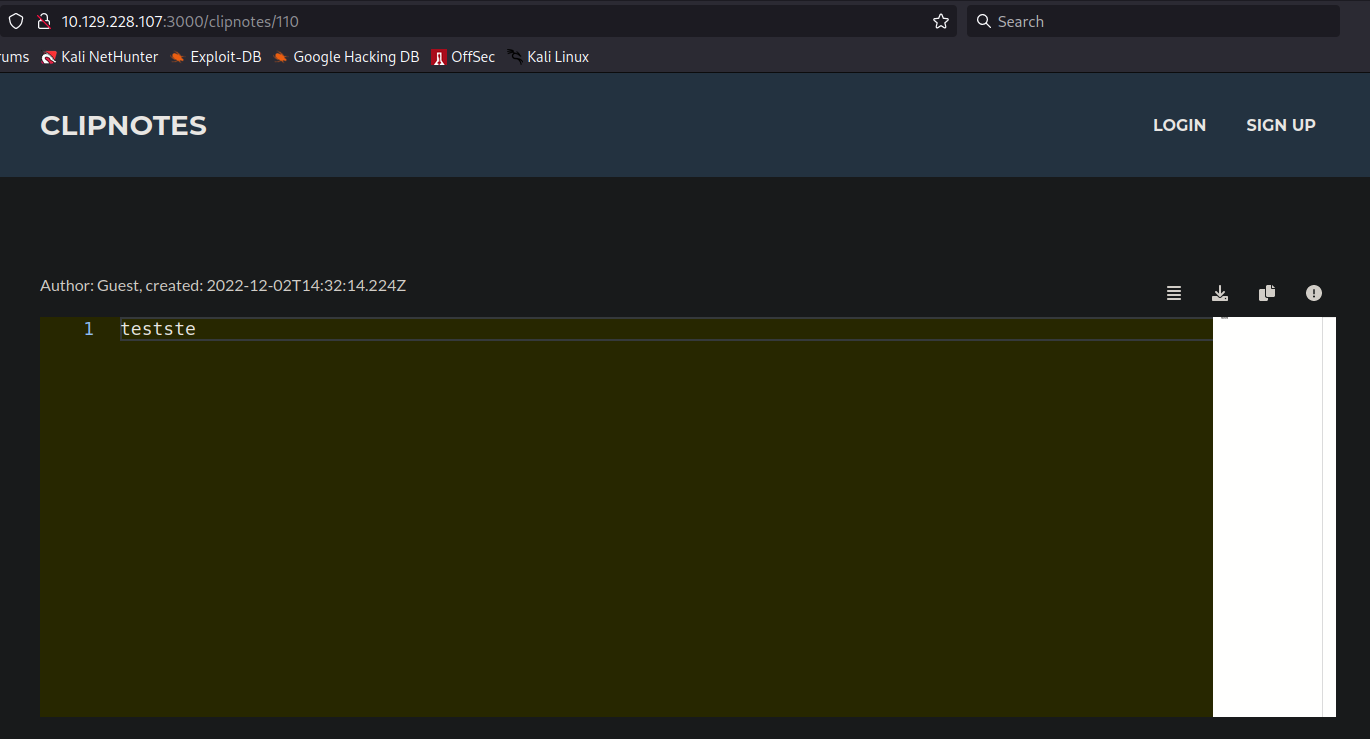 10.129.228.107:3000/clipnotes/110 Search
rums Kali NetHunter Exploit-DB Google Hacking DB OffSec Kali Linux
CLIPNOTES LOGIN SIGN UP
Author: Guest, created: 2022-12-02T14:32:14.224Z
1 testste